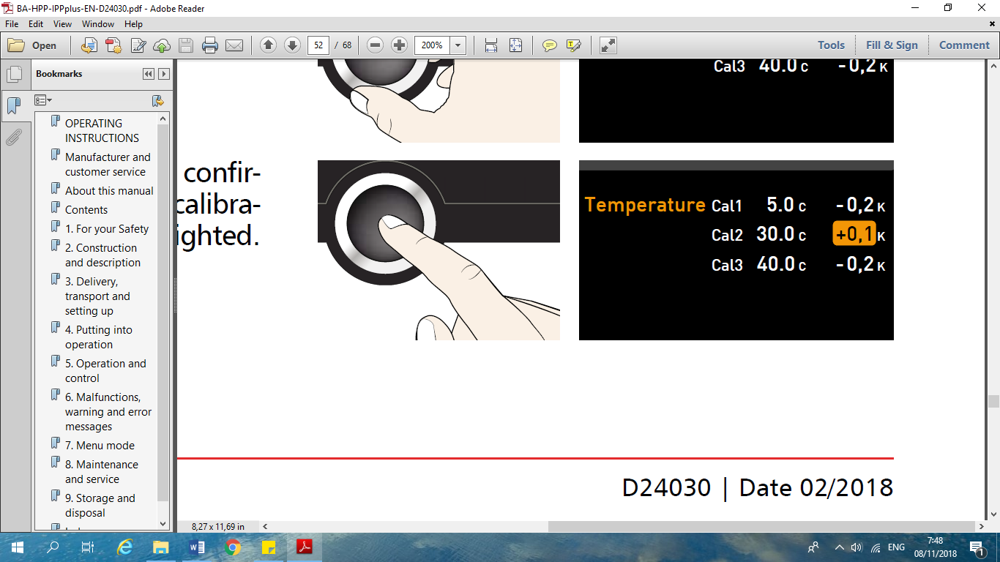 BA-HPP-IPPplus-EN-D24030.pdf - Adobe Reader
File Edit View Window Help
Open 52 / 68 200% Tools Fill & Sign Comment
Bookmarks
OPERATING
INSTRUCTIONS
Manufacturer and
customer service
About this manual
Contents
1. For your Safety
2. Construction
and description
3. Delivery,
transport and
setting up
4. Putting into
operation
5. Operation and
control
6. Malfunctions,
warning and error
messages
7. Menu mode
8. Maintenance
and service
9. Storage and
disposal
Cal3 40.0 C -0,2 K
confir-
calibra-
ighted.
Temperature Cal1 5.0 C -0,2 K
Cal2 30.0 C +0,1 K
Cal3 40.0 C -0,2 K
D24030 | Date 02/2018
8,27 x 11,69 in
ENG
7:48
08/11/2018
1